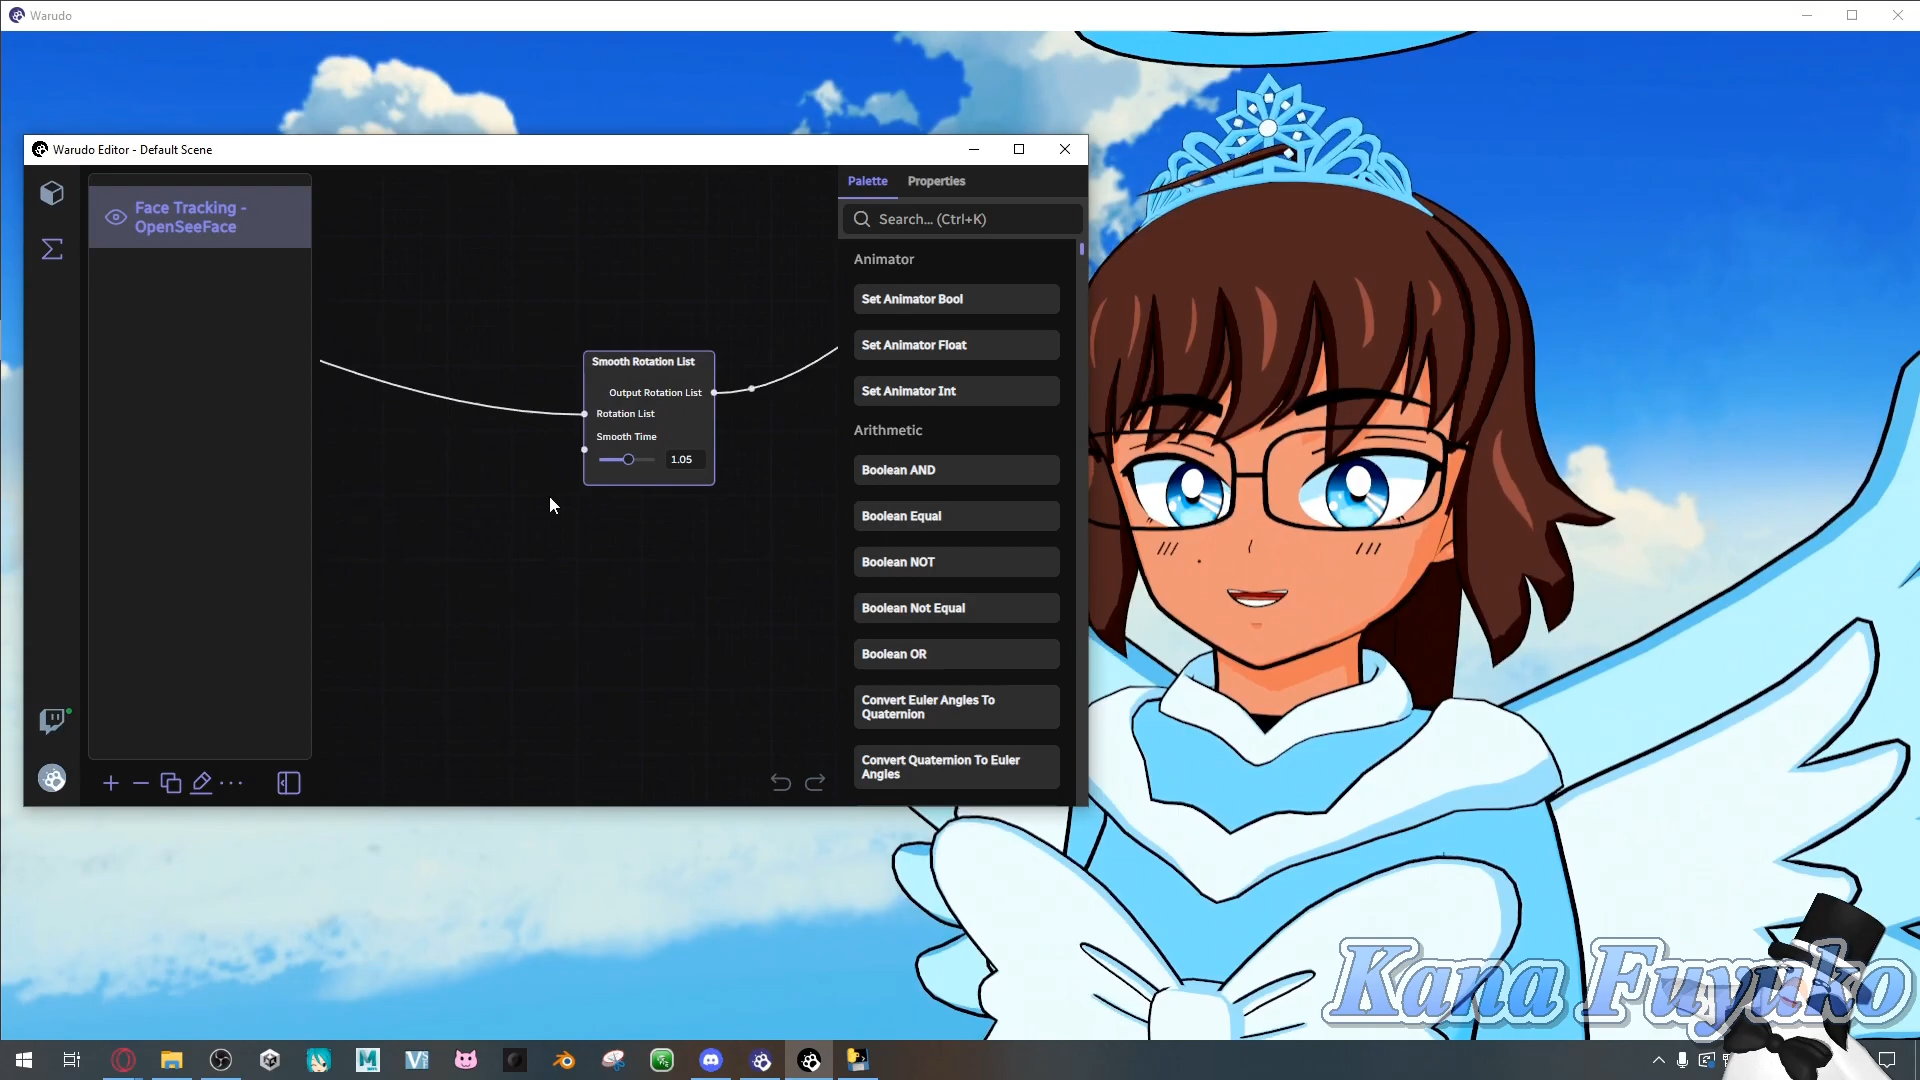 Warudo
Warudo Editor - Default Scene
Face Tracking -
OpenSeeFace
Smooth Rotation List
Output Rotation List
Rotation List
Smooth Time
1.05
Palette
Properties
Search... (Ctrl+K)
Animator
Set Animator Bool
Set Animator Float
Set Animator Int
Arithmetic
Boolean AND
Boolean Equal
Boolean NOT
Boolean Not Equal
Boolean OR
Convert Euler Angles To
Quaternion
Convert Quaternion To Euler
Angles
Kana Fuyuko